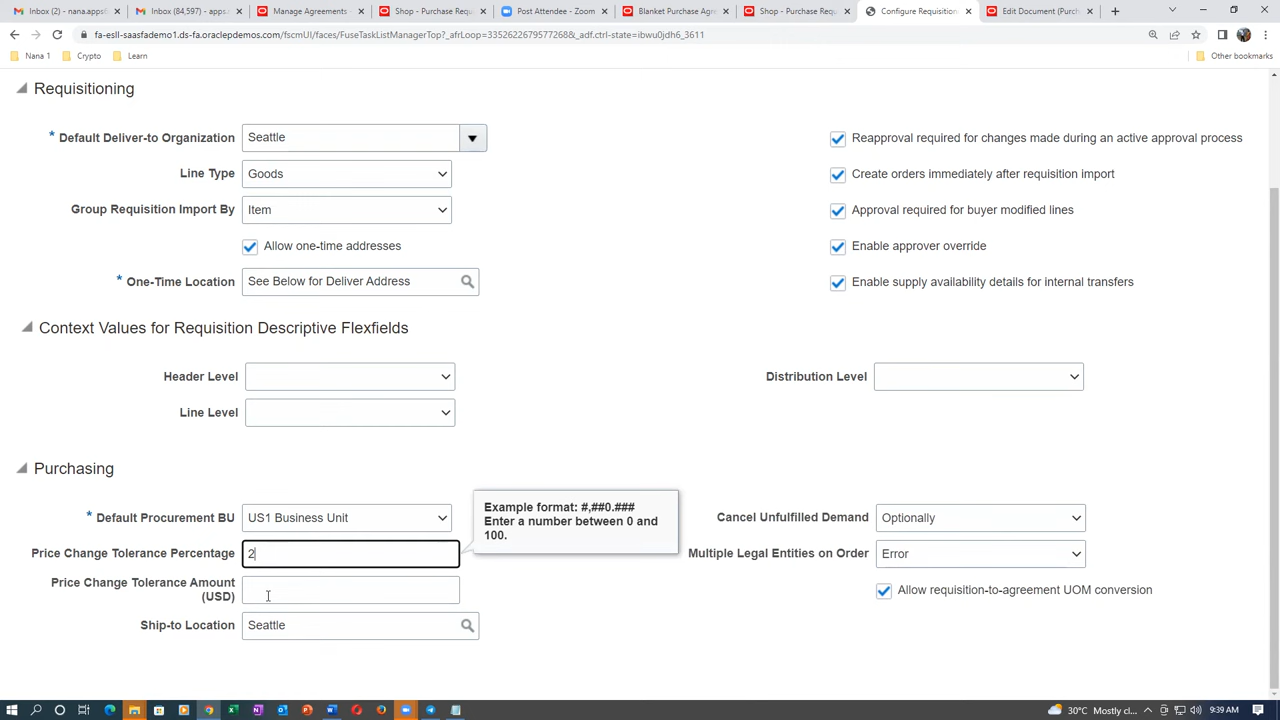 Inbox (2) - nana.apps
Inbox (84,597) - apps.
Manage Agreements
Shop - Purchase Requ
Post Attendee - Zoom
Blanket Purchase Agre
Shop - Purchase Requ
Configure Requisition
Edit Document (Purch
fa-esll-saasfademo1.ds-fa.oraclepdemos.com/fscmUI/faces/FuseTaskListManagerTop?_afrLoop=33526226795772​68&_adf.ctrl-state=ibwu0jdh6_3611
Nana 1
Crypto
Learn
Other bookmarks
Requisitioning
* Default Deliver-to Organization Seattle
Reapproval required for changes made during an active approval process
Line Type Goods
Create orders immediately after requisition import
Group Requisition Import By Item
Approval required for buyer modified lines
Allow one-time addresses
Enable approver override
* One-Time Location See Below for Deliver Address
Enable supply availability details for internal transfers
Context Values for Requisition Descriptive Flexfields
Header Level
Distribution Level
Line Level
Purchasing
* Default Procurement BU US1 Business Unit
Example format: #,##0.###
Enter a number between 0 and
100.
Cancel Unfulfilled Demand Optionally
Price Change Tolerance Percentage 2
Multiple Legal Entities on Order Error
Price Change Tolerance Amount
(USD)
Allow requisition-to-agreement UOM conversion
Ship-to Location Seattle
30°C Mostly cl...
9:39 AM